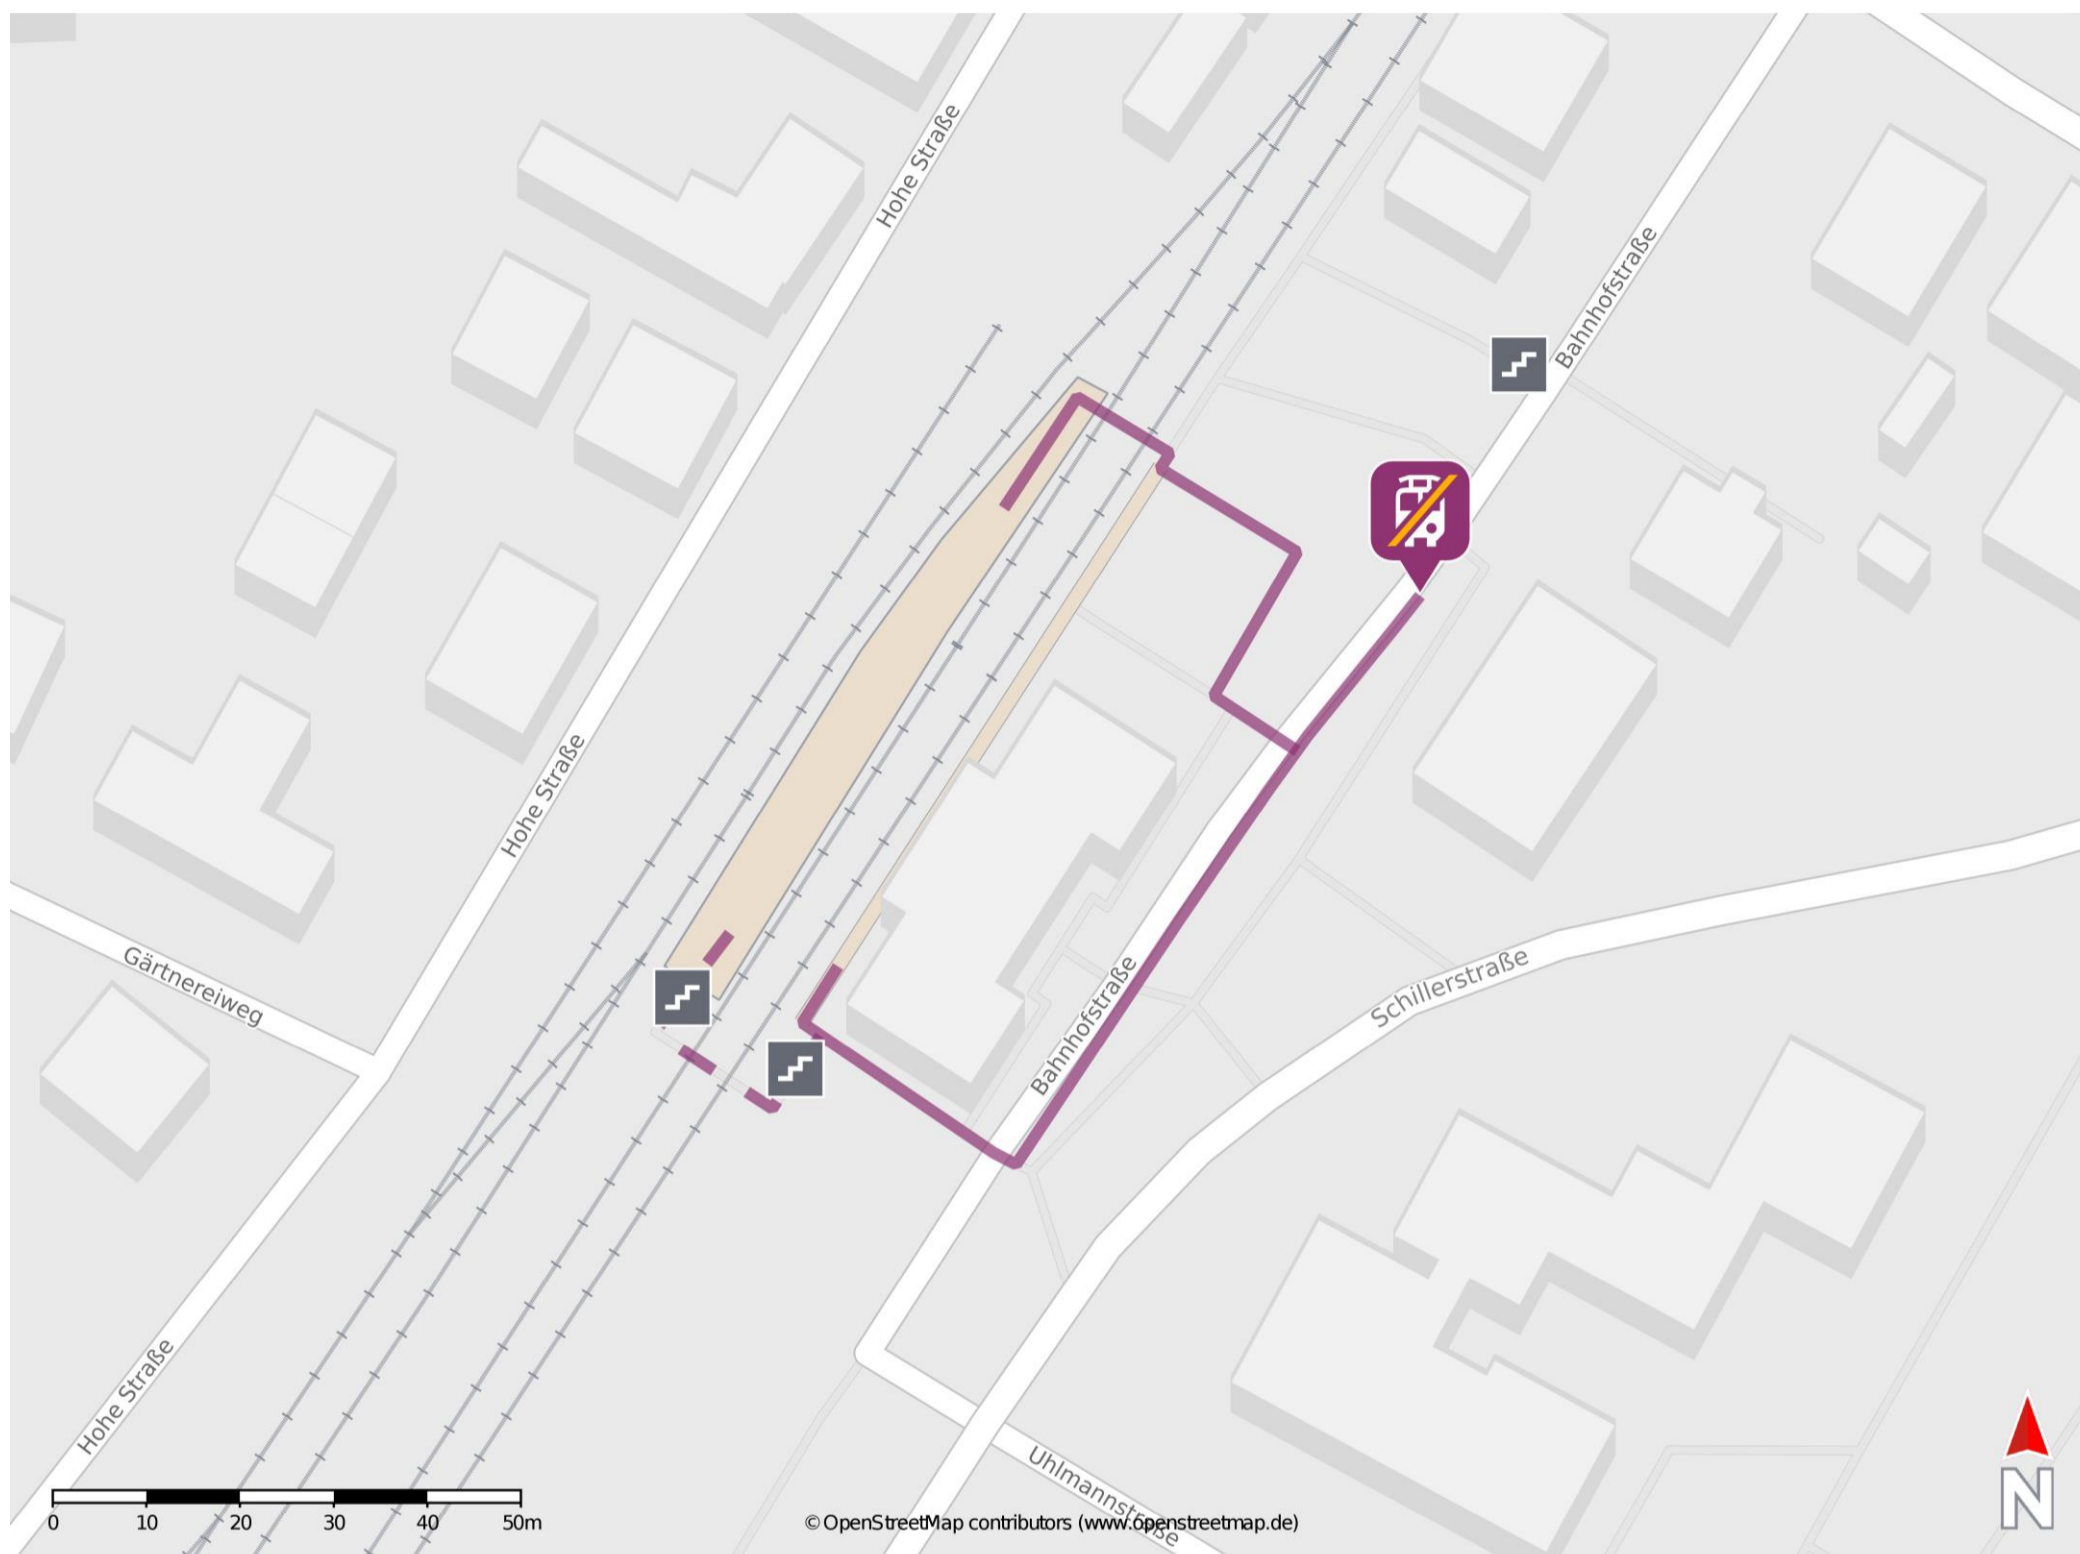 Hohe Straße
Bahnhofstraße
Hohe Straße
Gärtnereiweg
Bahnhofstraße
Schillerstraße
Hohe Straße
Uhlmannstraße
0 10 20 30 40 50m
© OpenStreetMap contributors (www.openstreetmap.de)
N